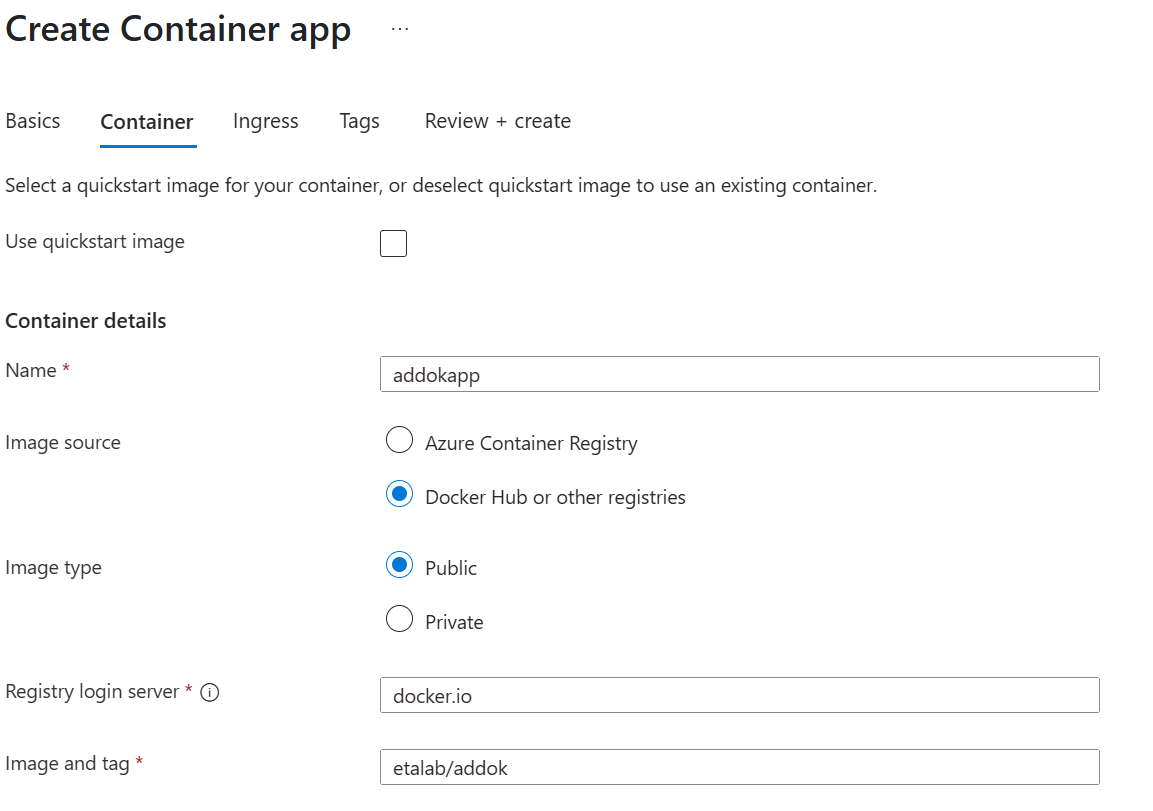 Create Container app ...
Basics Container Ingress Tags Review + create
Select a quickstart image for your container, or deselect quickstart image to use an existing container.
Use quickstart image
Container details
Name * addokapp
Image source Azure Container Registry
Docker Hub or other registries
Image type Public
Private
Registry login server * i docker.io
Image and tag * etalab/addok